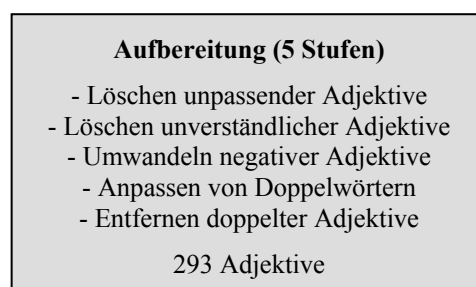 Aufbereitung (5 Stufen)
- Löschen unpassender Adjektive
- Löschen unverständlicher Adjektive
- Umwandeln negativer Adjektive
- Anpassen von Doppelwörtern
- Entfernen doppelter Adjektive
293 Adjektive